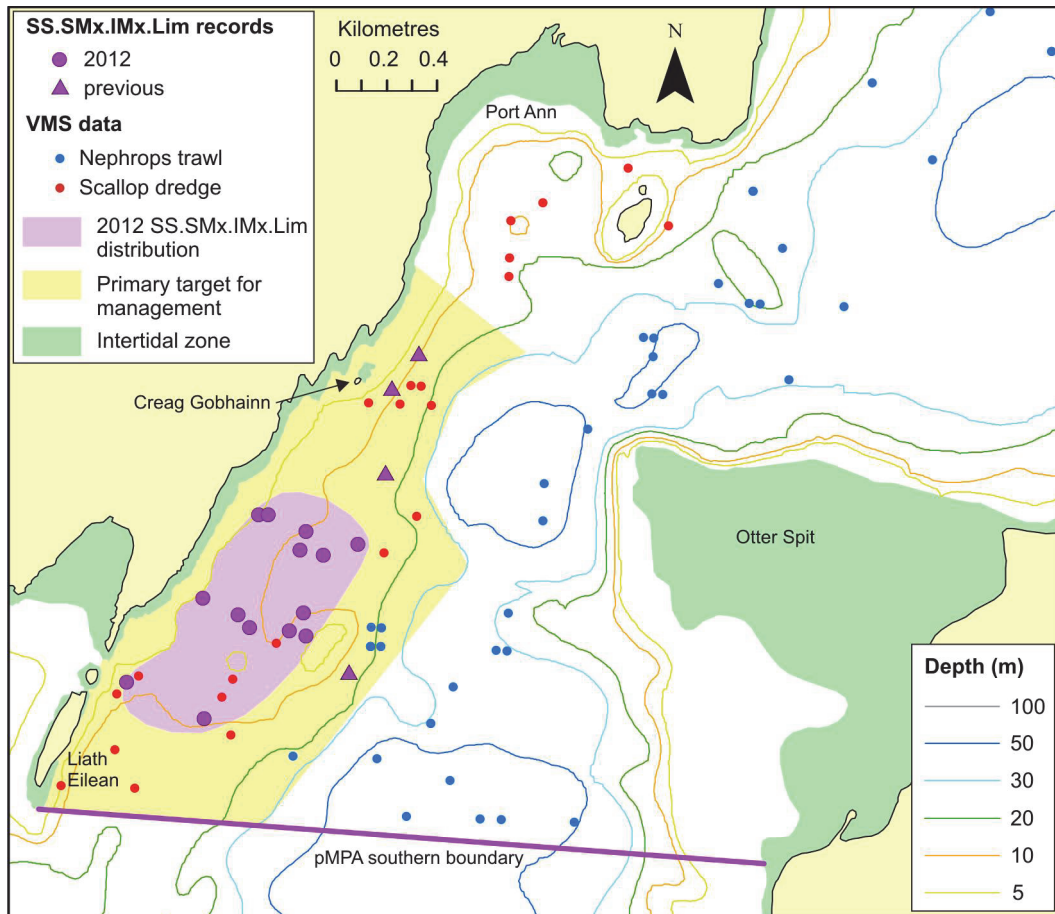 SS.SMx.IMx.Lim records
2012
previous
VMS data
Nephrops trawl
Scallop dredge
2012 SS.SMx.IMx.Lim
distribution
Primary target for
management
Intertidal zone
Kilometres
0 0.2 0.4
N
Port Ann
Creag Gobhainn
Otter Spit
Liath
Eilean
pMPA southern boundary
Depth (m)
100
50
30
20
10
5